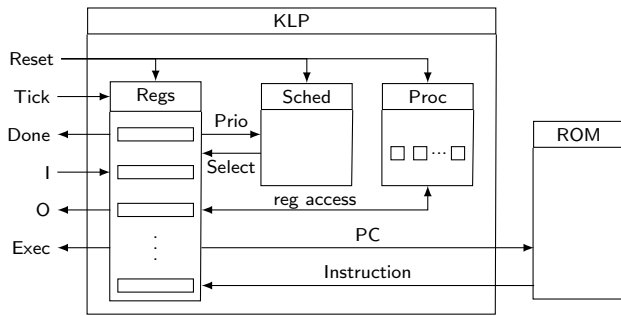 KLP
Reset
Tick
Regs
Sched
Proc
Done
Prio
ROM
I
Select
O
reg access
Exec
PC
Instruction